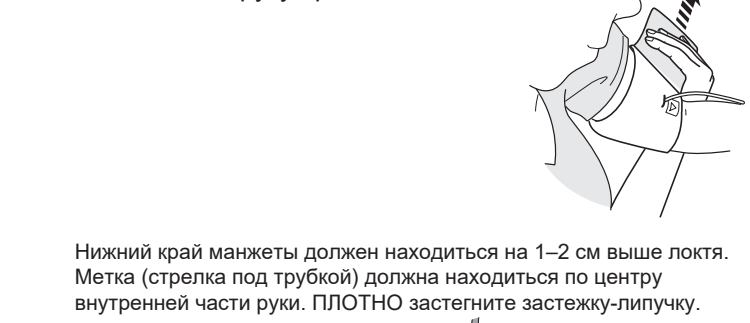 Нижний край манжеты должен находиться на 1–2 см выше локтя.
Метка (стрелка под трубкой) должна находиться по центру
внутренней части руки. ПЛОТНО застегните застежку-липучку.